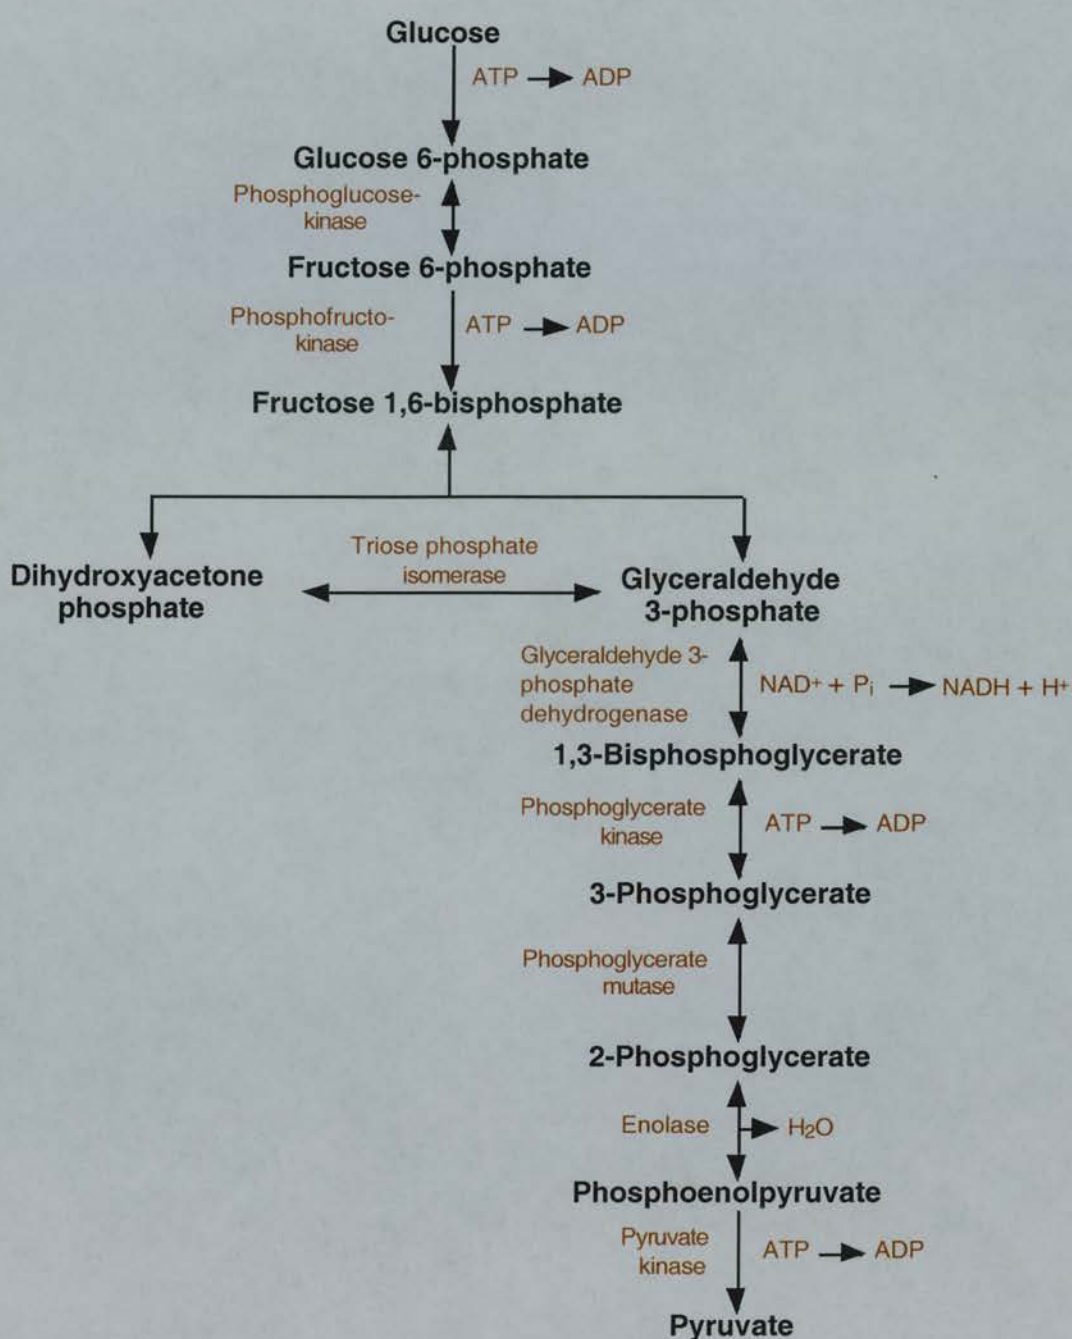 Glucose
ATP → ADP
Glucose 6-phosphate
Phosphoglucose-
kinase
Fructose 6-phosphate
Phosphofructo-
kinase
ATP → ADP
Fructose 1,6-bisphosphate
Triose phosphate
isomerase
Dihydroxyacetone
phosphate
Glyceraldehyde
3-phosphate
Glyceraldehyde 3-
phosphate
dehydrogenase
NAD+ + Pi → NADH + H+
1,3-Bisphosphoglycerate
Phosphoglycerate
kinase
ATP → ADP
3-Phosphoglycerate
Phosphoglycerate
mutase
2-Phosphoglycerate
Enolase
H2O
Phosphoenolpyruvate
Pyruvate
kinase
ATP → ADP
Pyruvate